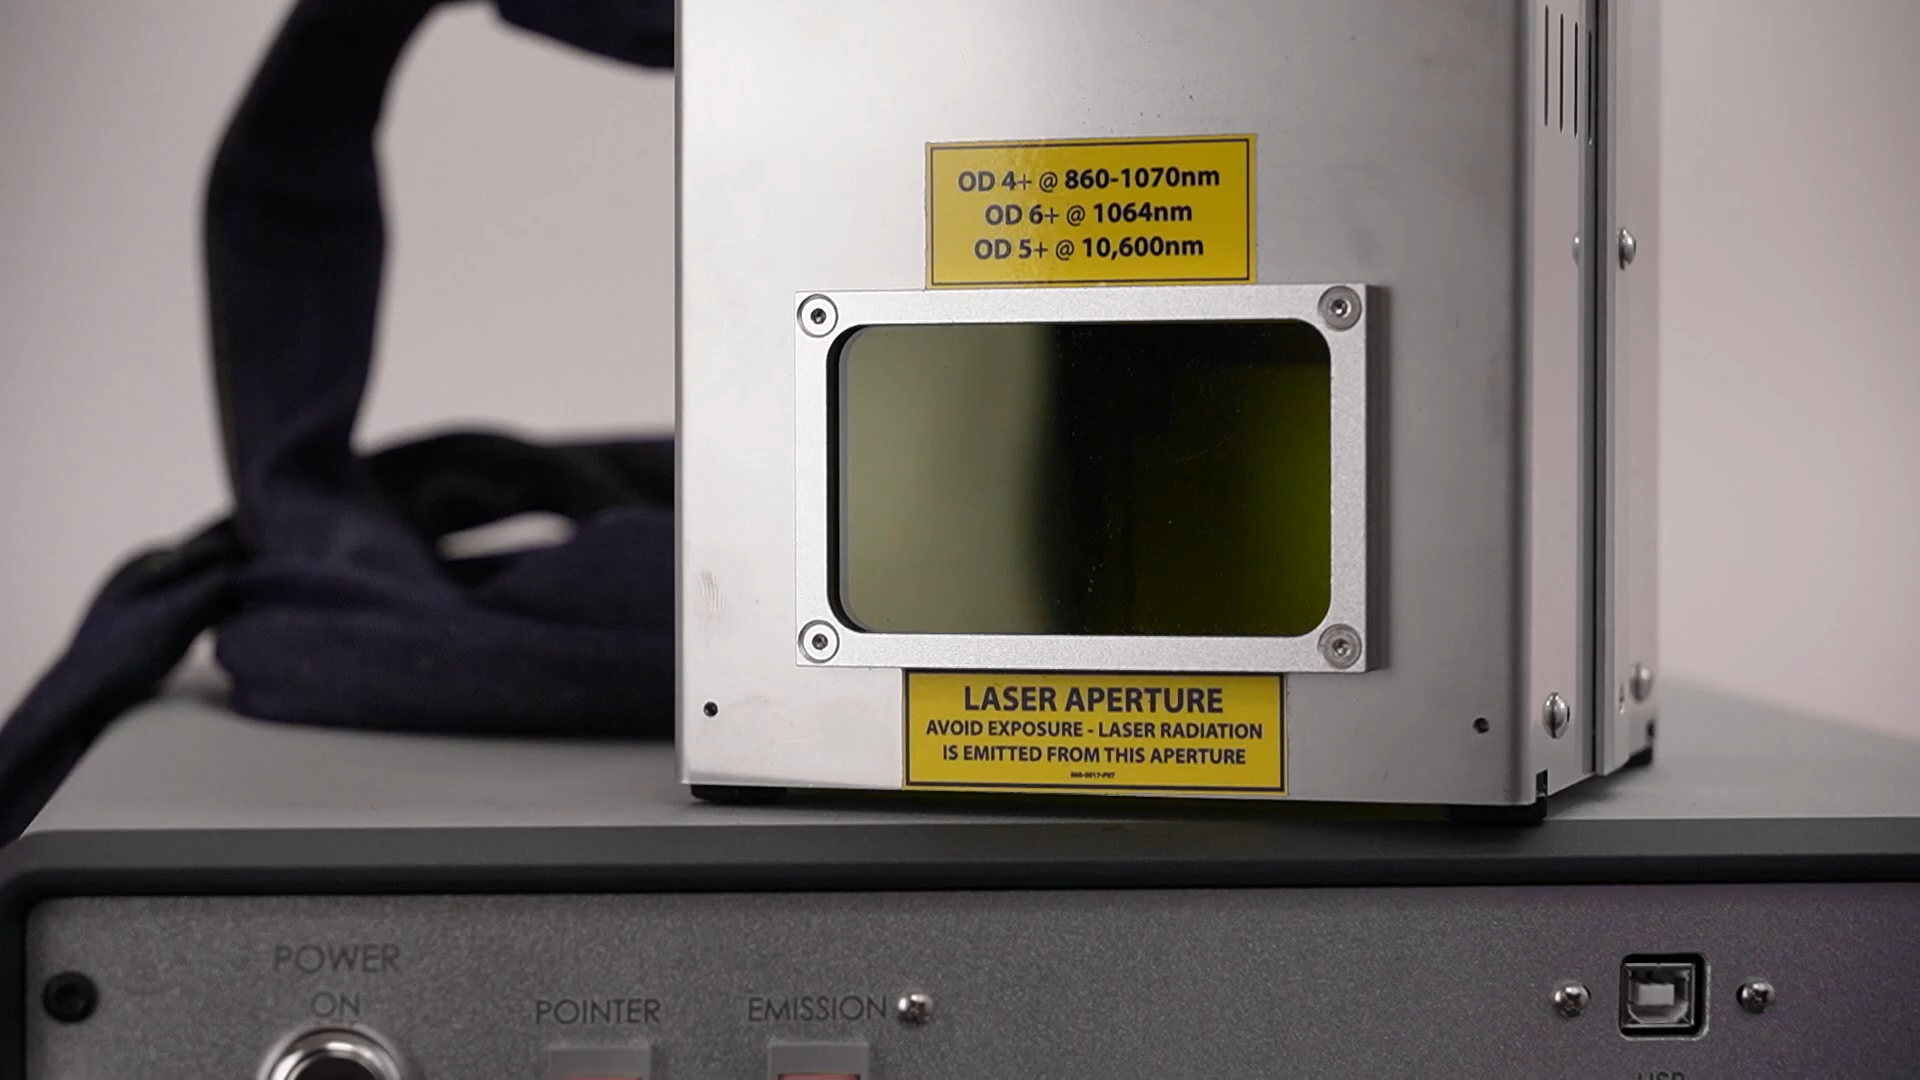 OD 4+ @ 860-1070nm
OD 6+ @ 1064nm
OD 5+ @ 10,600nm
LASER APERTURE
AVOID EXPOSURE - LASER RADIATION
IS EMITTED FROM THIS APERTURE
POWER
ON
POINTER
EMISSION
USB